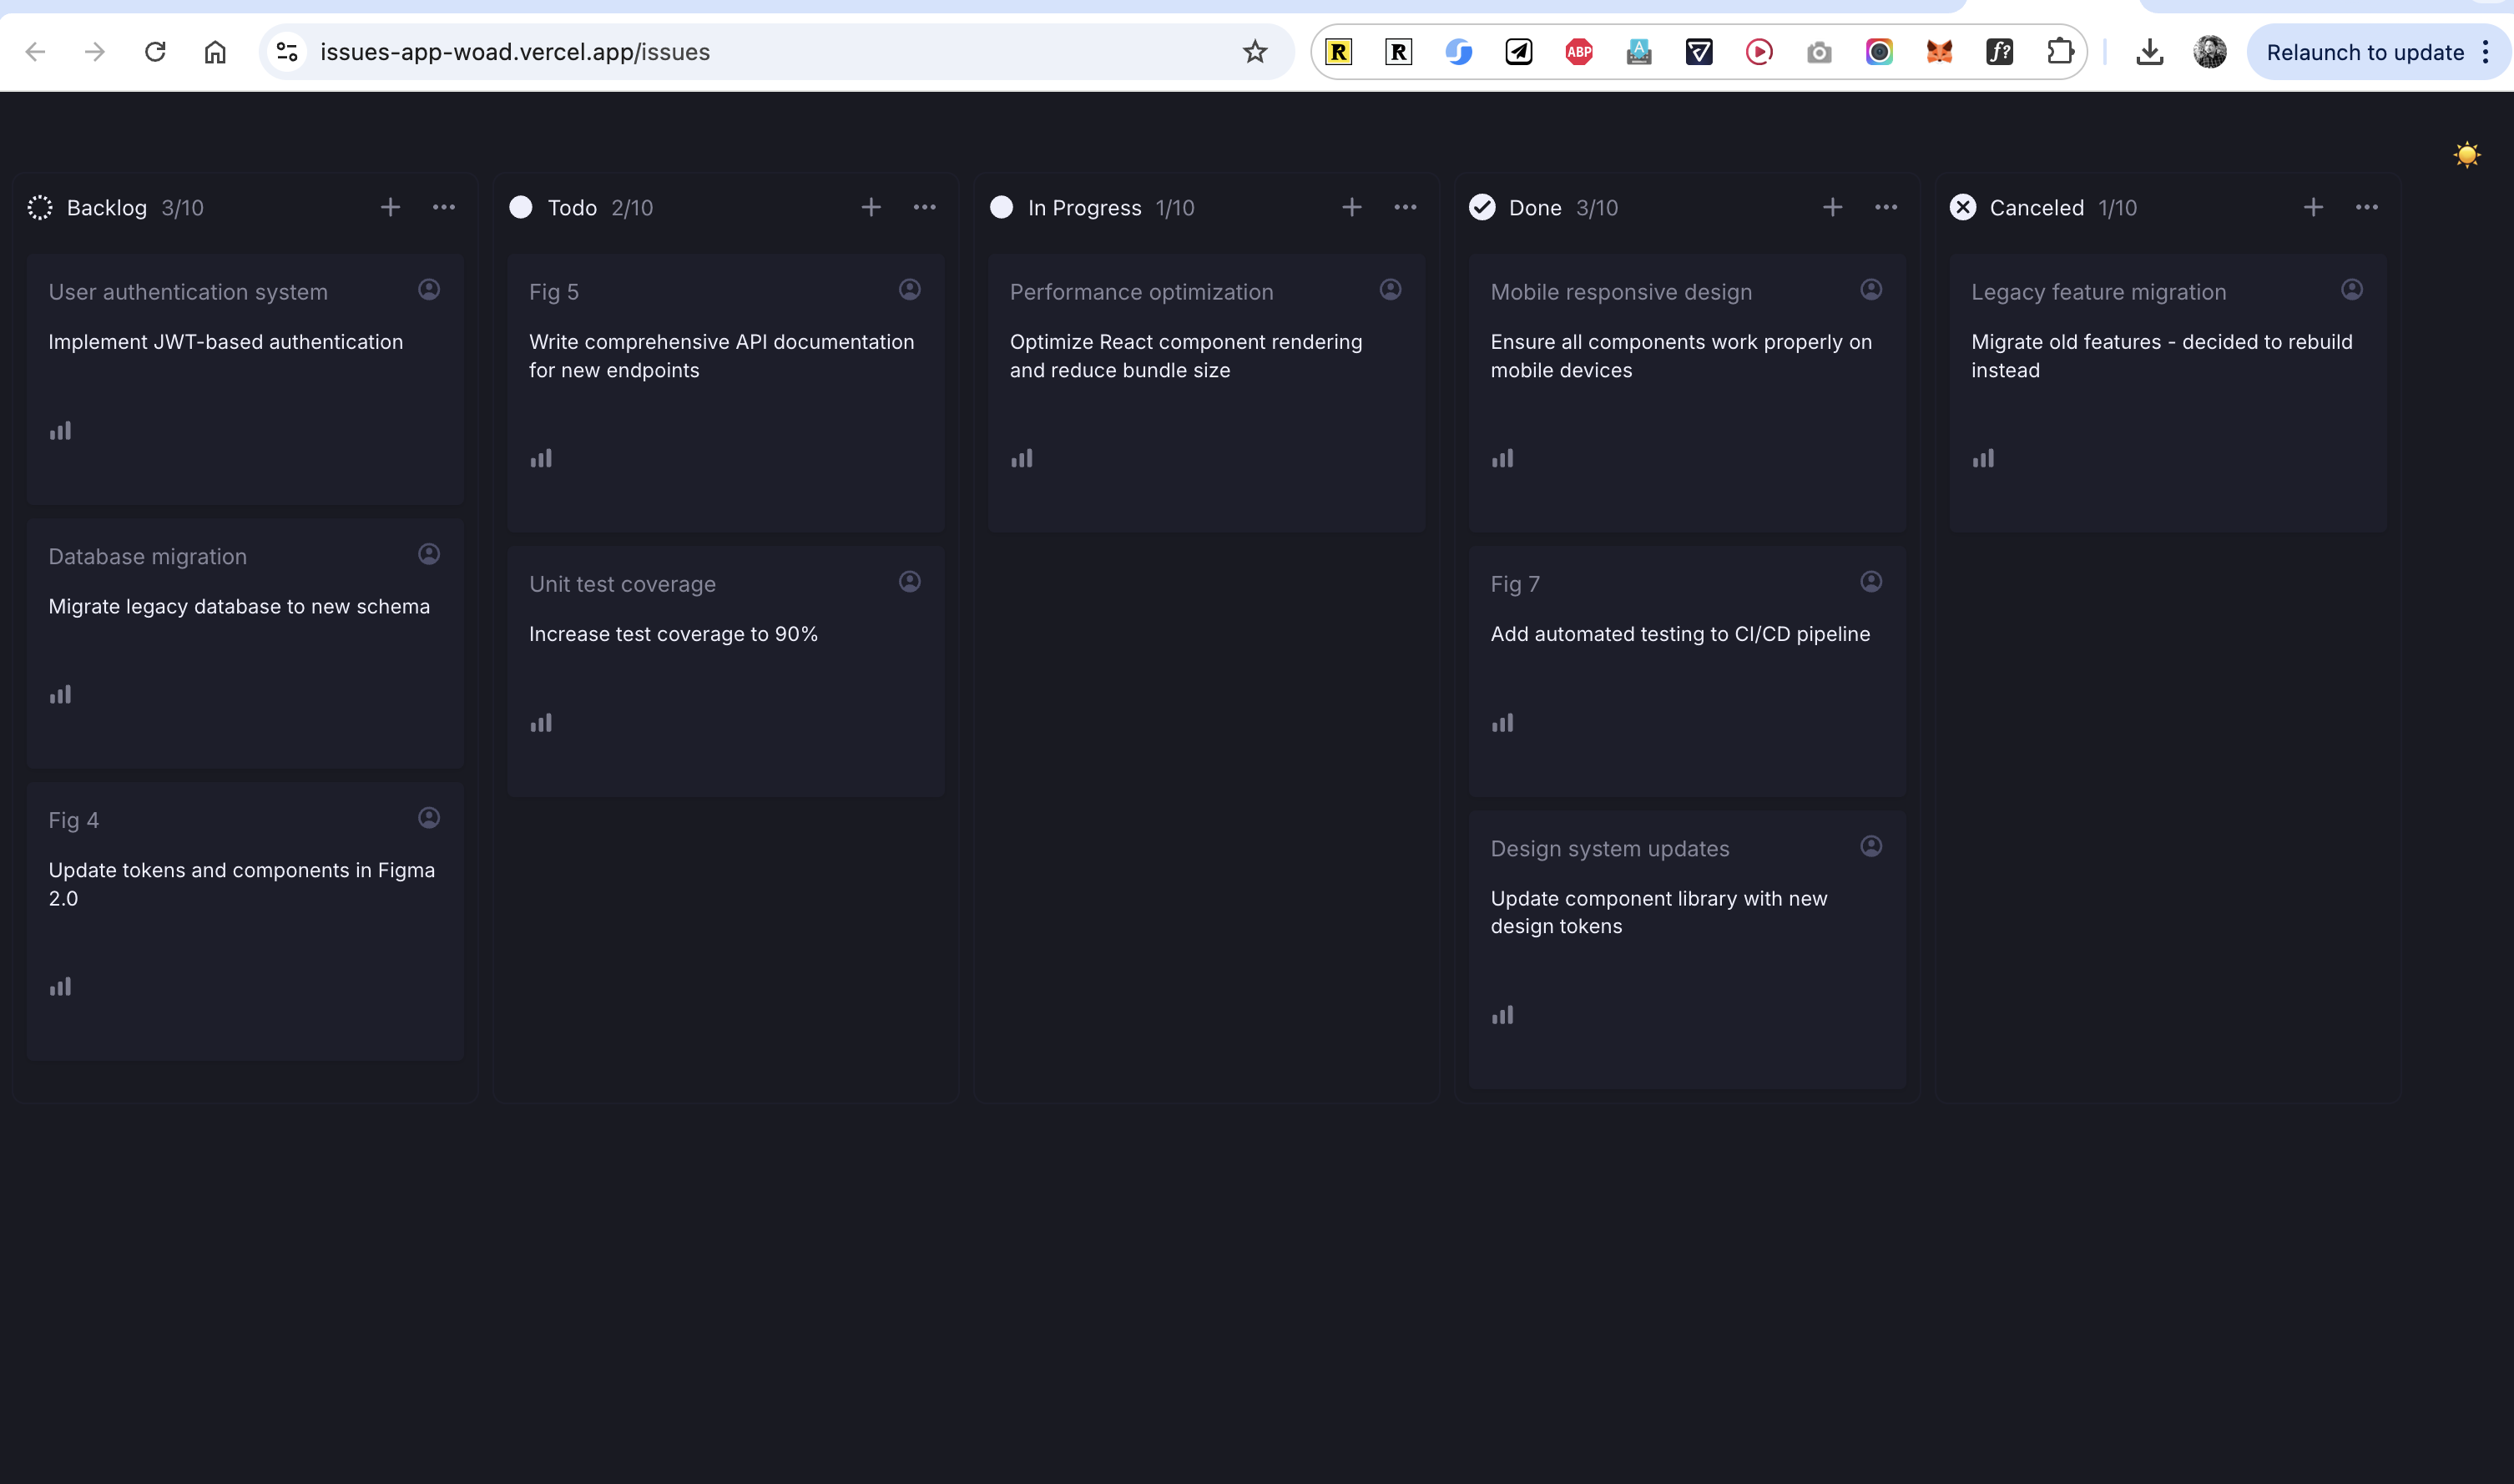 issues-app-woad.vercel.app/issues
R
R
ABP
A
f?
Relaunch to update
Backlog 3/10
User authentication system
Implement JWT-based authentication
Database migration
Migrate legacy database to new schema
Fig 4
Update tokens and components in Figma
2.0
Todo 2/10
Fig 5
Write comprehensive API documentation
for new endpoints
Unit test coverage
Increase test coverage to 90%
In Progress 1/10
Performance optimization
Optimize React component rendering
and reduce bundle size
Done 3/10
Mobile responsive design
Ensure all components work properly on
mobile devices
Fig 7
Add automated testing to CI/CD pipeline
Design system updates
Update component library with new
design tokens
Canceled 1/10
Legacy feature migration
Migrate old features - decided to rebuild
instead